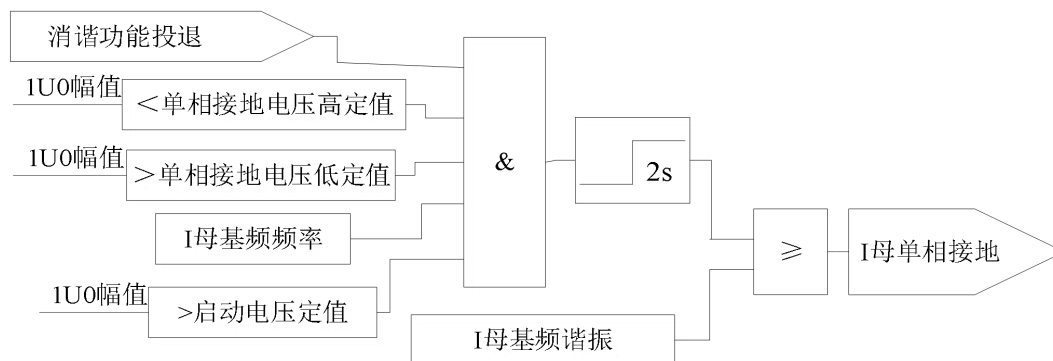 消谐功能投退
1U0幅值
<单相接地电压高定值
1U0幅值
>单相接地电压低定值
I母基频频率
1U0幅值
>启动电压定值
&
2s
I母基频谐振
≥
I母单相接地